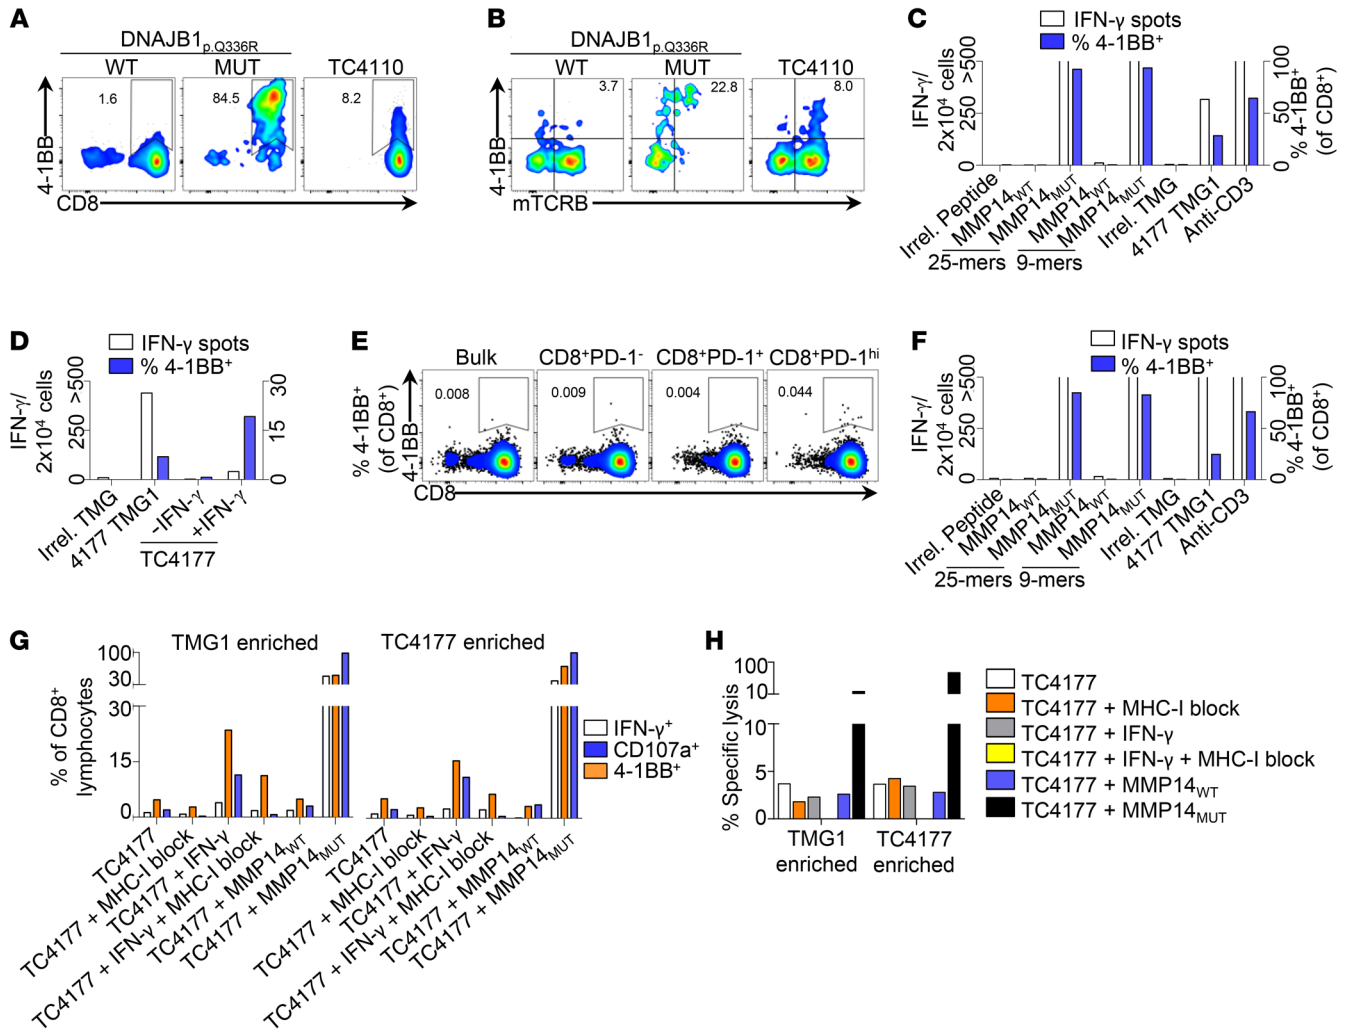 A
DNAJB1p.Q336R
WT MUT TC4110
1.6 84.5 8.2
4-1BB
CD8
B
DNAJB1p.Q336R
WT MUT TC4110
3.7 22.8 8.0
4-1BB
mTCRB
C
IFN-γ spots
% 4-1BB+
IFN-γ/
2x10⁴ cells
>500
250
0
100
50
0
% 4-1BB+
(of CD8+)
Irrel. Peptide
MMP14WT
MMP14MUT
MMP14WT
MMP14MUT
Irrel. TMG
4177 TMG1
Anti-CD3
25-mers 9-mers
D
IFN-γ spots
% 4-1BB+
IFN-γ/
2x10⁴ cells
>500
250
0
30
15
0
Irrel. TMG
4177 TMG1
-IFN-γ
+IFN-γ
TC4177
E
Bulk CD8+PD-1- CD8+PD-1+ CD8+PD-1hi
0.008 0.009 0.004 0.044
% 4-1BB+
(of CD8+)
4-1BB
CD8
F
IFN-γ spots
% 4-1BB+
IFN-γ/
2x10⁴ cells
>500
250
0
100
50
0
% 4-1BB+
(of CD8+)
Irrel. Peptide
MMP14WT
MMP14MUT
MMP14WT
MMP14MUT
Irrel. TMG
4177 TMG1
Anti-CD3
25-mers 9-mers
G
TMG1 enriched TC4177 enriched
% of CD8+
lymphocytes
100
30
30
15
0
IFN-γ+
CD107a+
4-1BB+
TC4177
TC4177 + MHC-I block
TC4177 + IFN-γ
TC4177 + IFN-γ + MHC-I block
TC4177 + MMP14WT
TC4177 + MMP14MUT
TC4177
TC4177 + MHC-I block
TC4177 + IFN-γ
TC4177 + IFN-γ + MHC-I block
TC4177 + MMP14WT
TC4177 + MMP14MUT
H
% Specific lysis
100
10
10
5
0
TMG1
enriched
TC4177
enriched
TC4177
TC4177 + MHC-I block
TC4177 + IFN-γ
TC4177 + IFN-γ + MHC-I block
TC4177 + MMP14WT
TC4177 + MMP14MUT